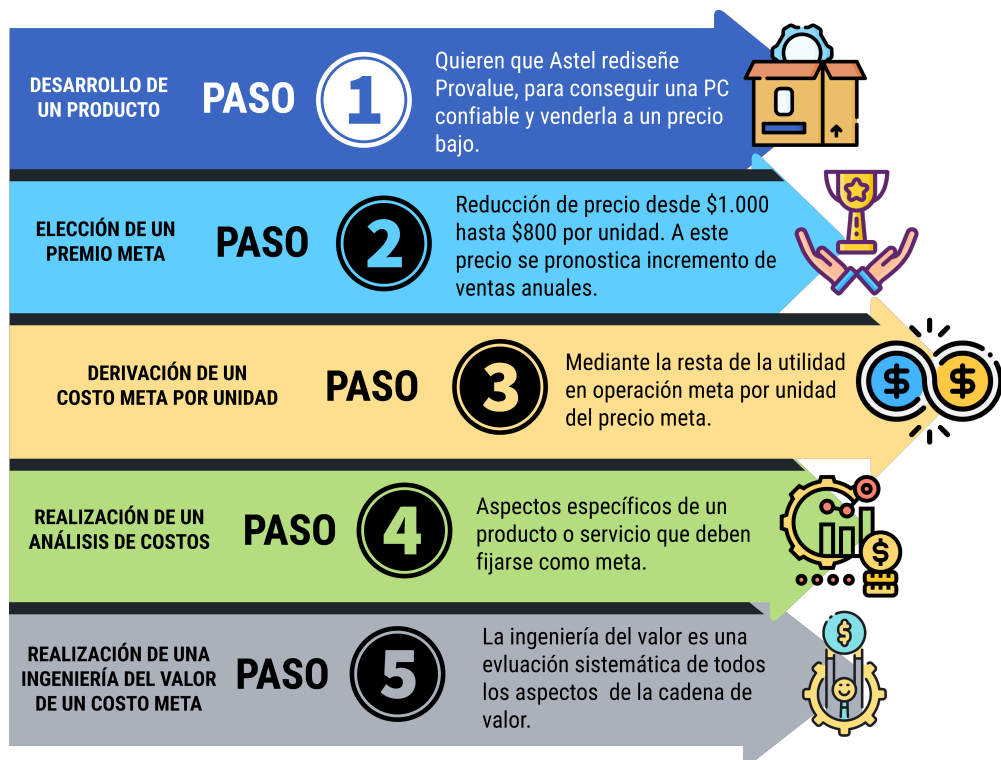 DESARROLLO DE
UN PRODUCTO
PASO
1
Quieren que Astel rediseñe
Provalue, para conseguir una PC
confiable y venderla a un precio
bajo.
ELECCIÓN DE UN
PREMIO META
PASO
2
Reducción de precio desde $1.000
hasta $800 por unidad. A este
precio se pronostica incremento de
ventas anuales.
DERIVACIÓN DE UN
COSTO META POR UNIDAD
PASO
3
Mediante la resta de la utilidad
en operación meta por unidad
del precio meta.
$ $
REALIZACIÓN DE UN
ANÁLISIS DE COSTOS
PASO
4
Aspectos específicos de un
producto o servicio que deben
fijarse como meta.
$
REALIZACIÓN DE UNA
INGENIERÍA DEL VALOR
DE UN COSTO META
PASO
5
La ingeniería del valor es una
evluación sistemática de todos
los aspectos de la cadena de
valor.
$